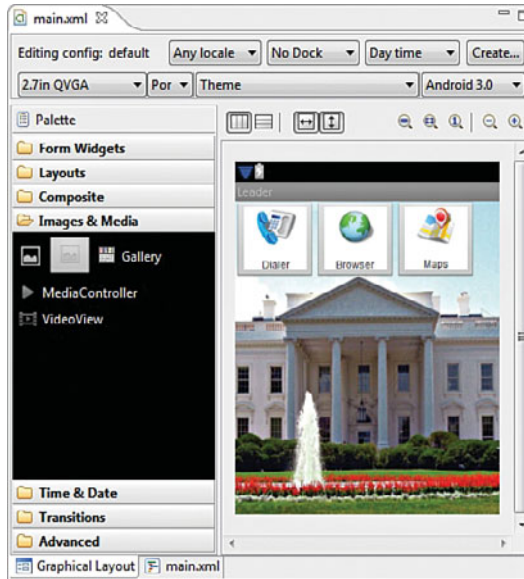 main.xml
Editing config: default Any locale No Dock Day time Create...
2.7in QVGA Por Theme Android 3.0
Palette
Form Widgets
Layouts
Composite
Images & Media
Gallery
MediaController
VideoView
Time & Date
Transitions
Advanced
Leader
Dialer Browser Maps
Graphical Layout main.xml